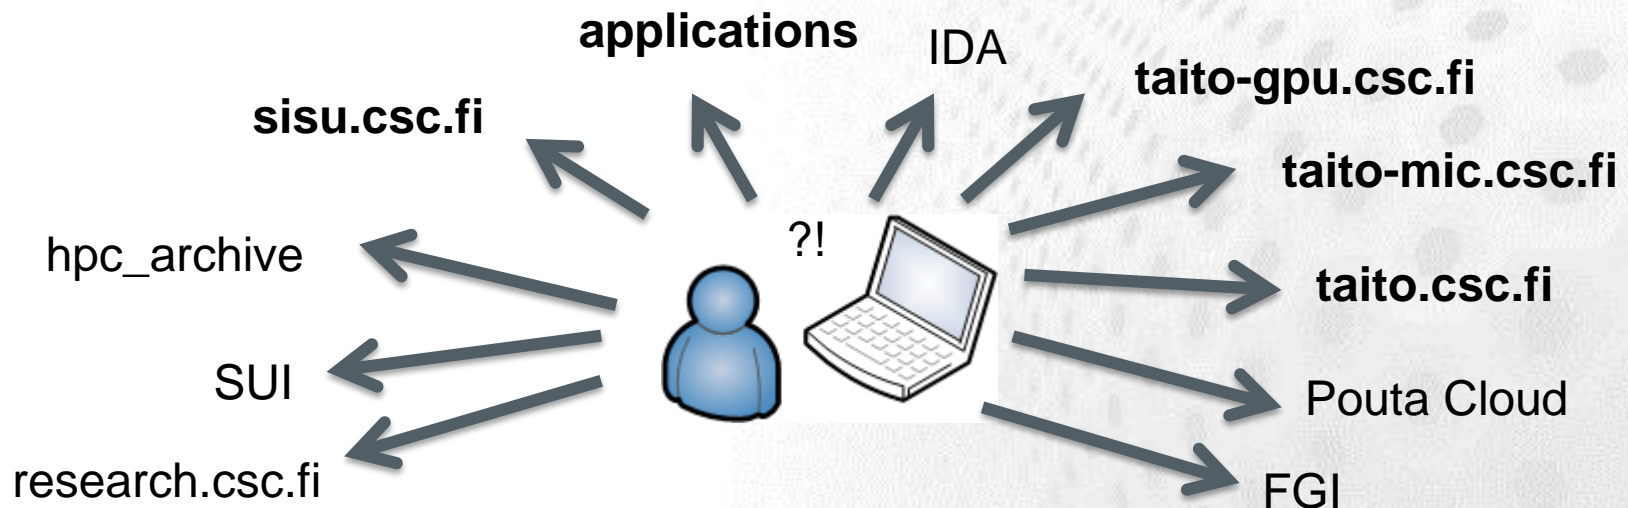 applications
IDA
taito-gpu.csc.fi
sisu.csc.fi
taito-mic.csc.fi
?!
hpc_archive
taito.csc.fi
SUI
Pouta Cloud
research.csc.fi
FGI